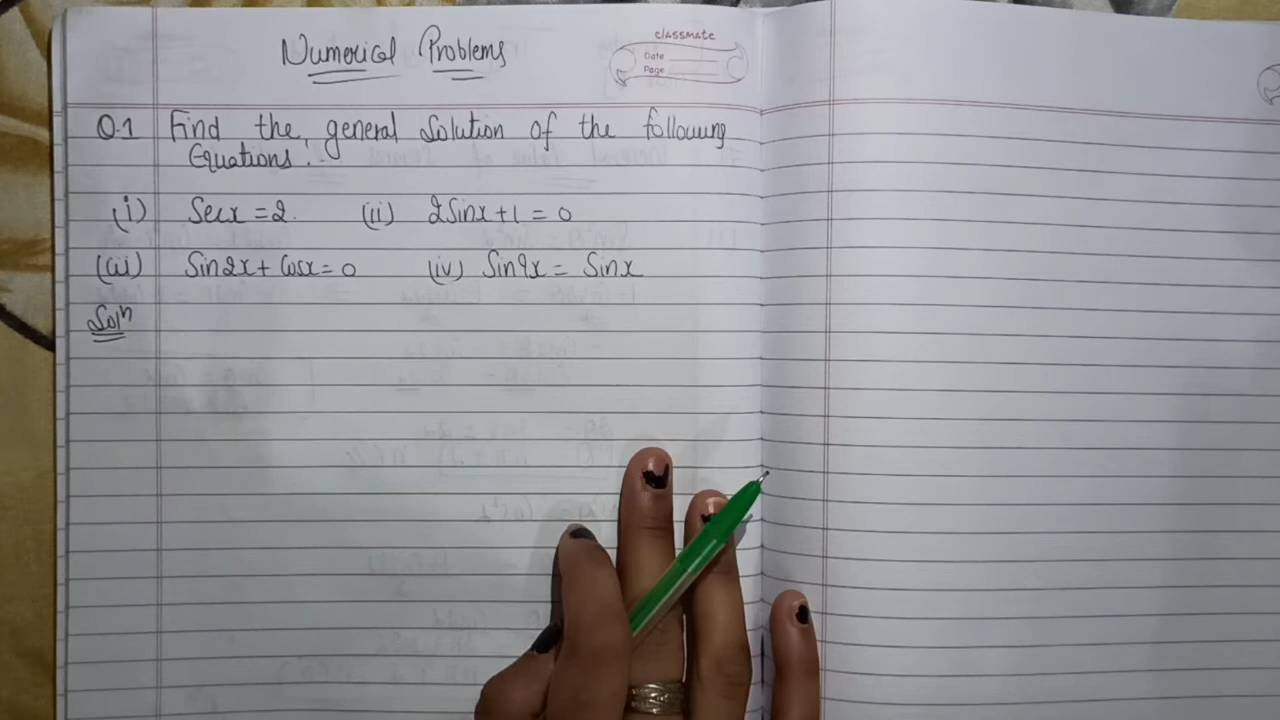 Numerical Problems
classmate
Date
Page
Q.1 Find the general solution of the following
Equations:
(i) Secx = 2. (ii) 2Sinx + 1 = 0
(iii) Sin2x + Cosx = 0 (iv) Sin9x = Sinx
Solⁿ